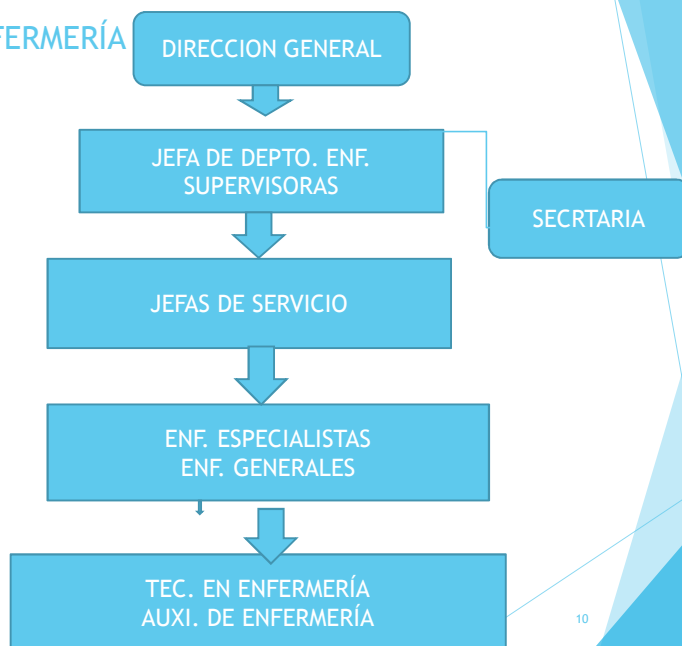 FERMERÍA
DIRECCION GENERAL
JEFA DE DEPTO. ENF.
SUPERVISORAS
SECRTARIA
JEFAS DE SERVICIO
ENF. ESPECIALISTAS
ENF. GENERALES
TEC. EN ENFERMERÍA
AUXI. DE ENFERMERÍA
10